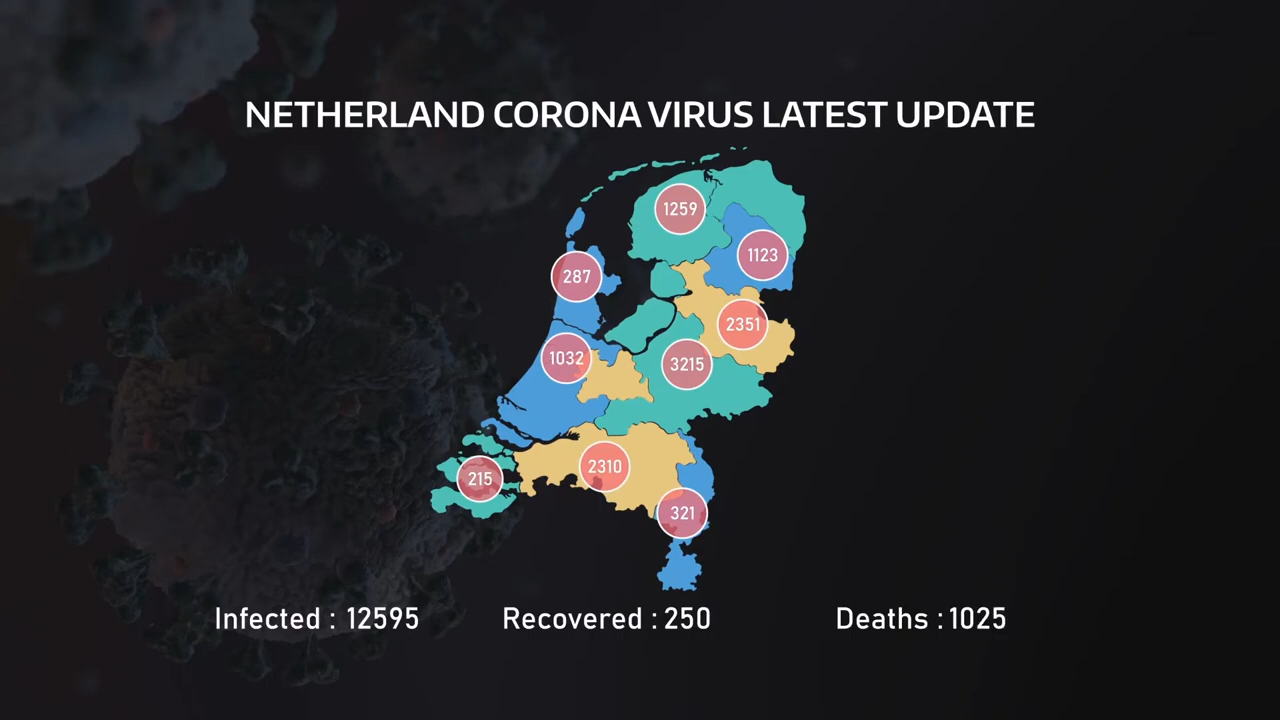 NETHERLAND CORONA VIRUS LATEST UPDATE
1259
1123
287
2351
1032
3215
2310
215
321
Infected : 12595
Recovered : 250
Deaths : 1025